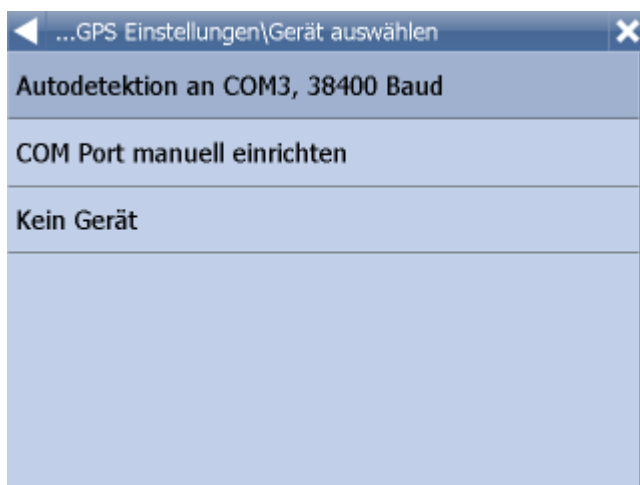 ...GPS Einstellungen\Gerät auswählen
Autodetektion an COM3, 38400 Baud
COM Port manuell einrichten
Kein Gerät